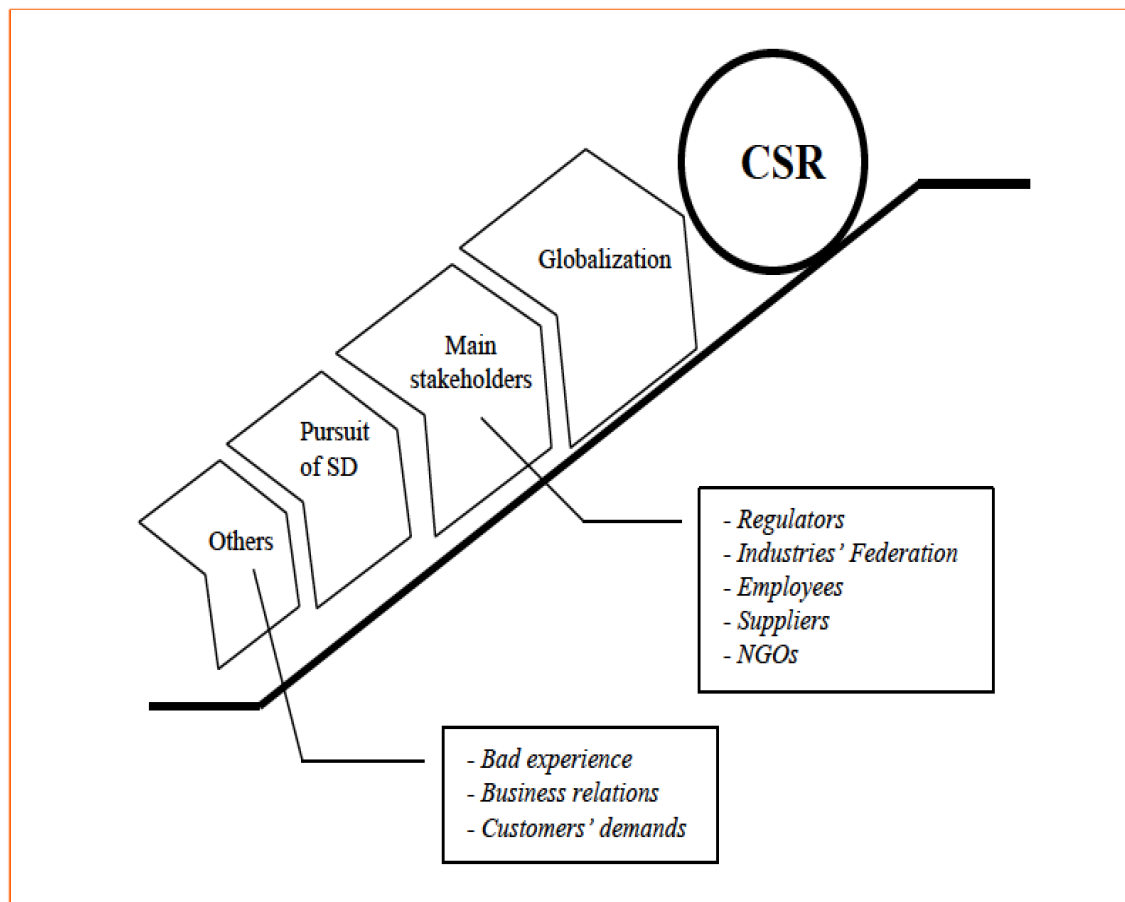 CSR
Globalization
Main
stakeholders
Pursuit
of SD
Others
- Regulators
- Industries’ Federation
- Employees
- Suppliers
- NGOs
- Bad experience
- Business relations
- Customers’ demands